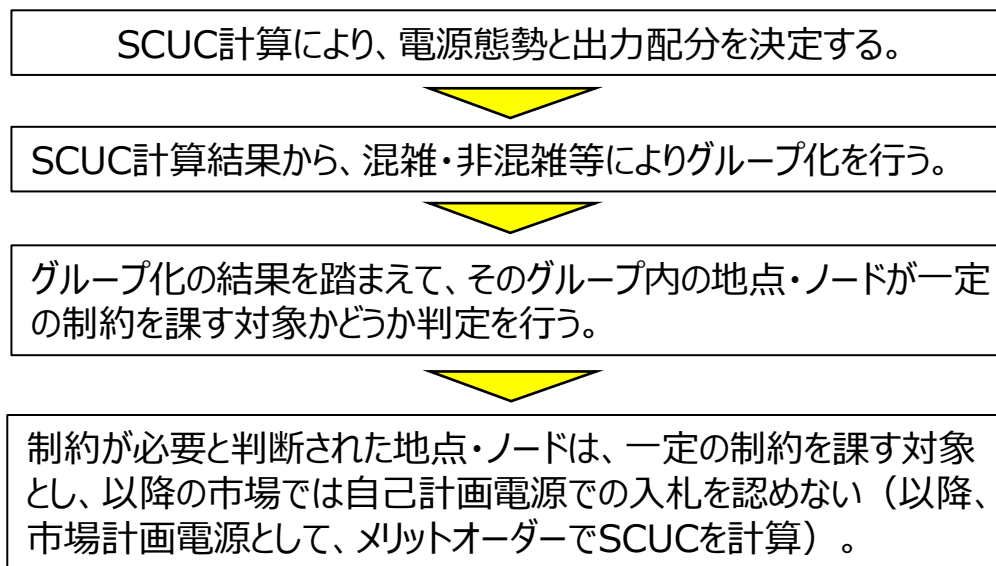 SCUC計算により、電源態勢と出力配分を決定する。
SCUC計算結果から、混雑・非混雑等によりグループ化を行う。
グループ化の結果を踏まえて、そのグループ内の地点・ノードが一定
の制約を課す対象かどうか判定を行う。
制約が必要と判断された地点・ノードは、一定の制約を課す対象
とし、以降の市場では自己計画電源での入札を認めない（以降、
市場計画電源として、メリットオーダーでSCUCを計算）。